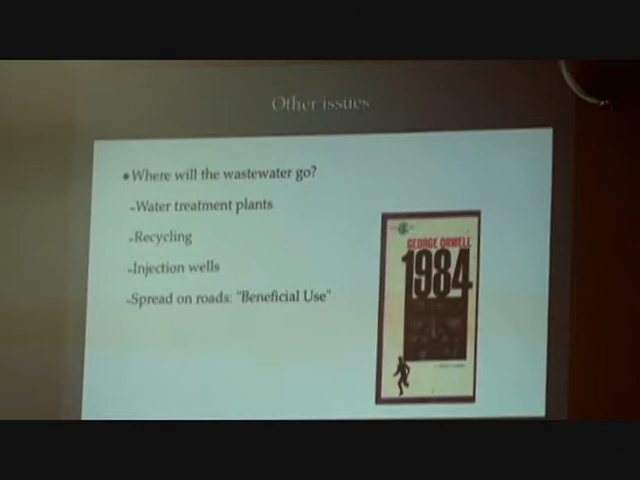 Other issues
•Where will the wastewater go?
-Water treatment plants
-Recycling
-Injection wells
-Spread on roads: "Beneficial Use"
GEORGE ORWELL
1984